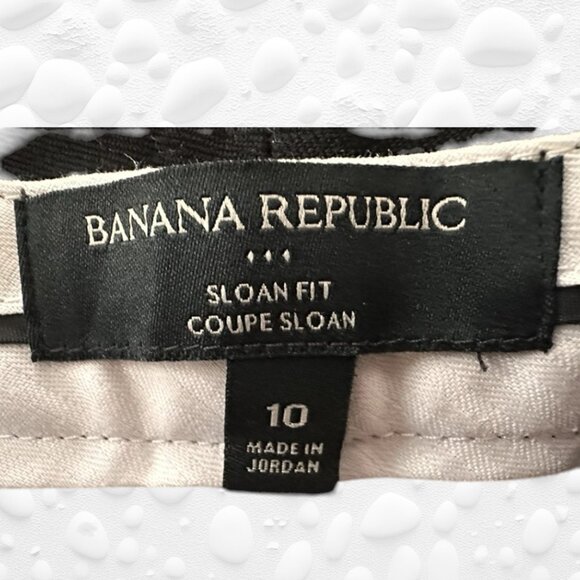 BANANA REPUBLIC
SLOAN FIT
COUPE SLOAN
10
MADE IN
JORDAN